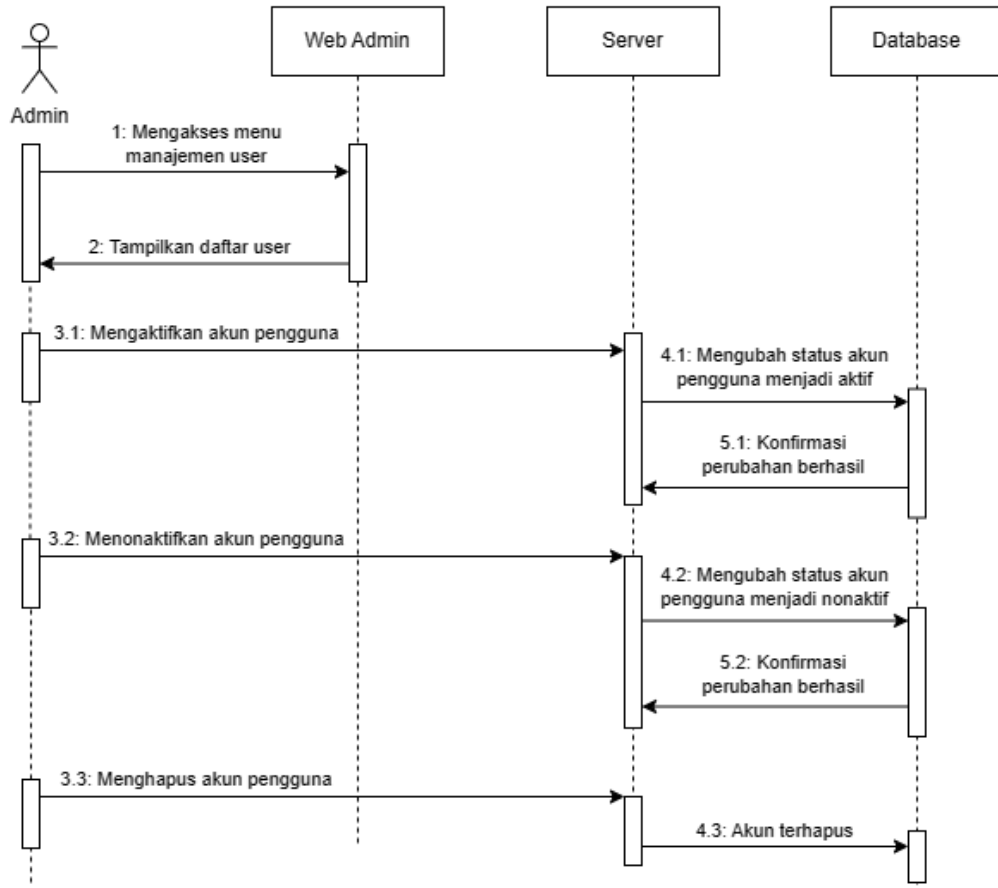 Web Admin
Server
Database
Admin
1: Mengakses menu
manajemen user
2: Tampilkan daftar user
3.1: Mengaktifkan akun pengguna
4.1: Mengubah status akun
pengguna menjadi aktif
5.1: Konfirmasi
perubahan berhasil
3.2: Menonaktifkan akun pengguna
4.2: Mengubah status akun
pengguna menjadi nonaktif
5.2: Konfirmasi
perubahan berhasil
3.3: Menghapus akun pengguna
4.3: Akun terhapus